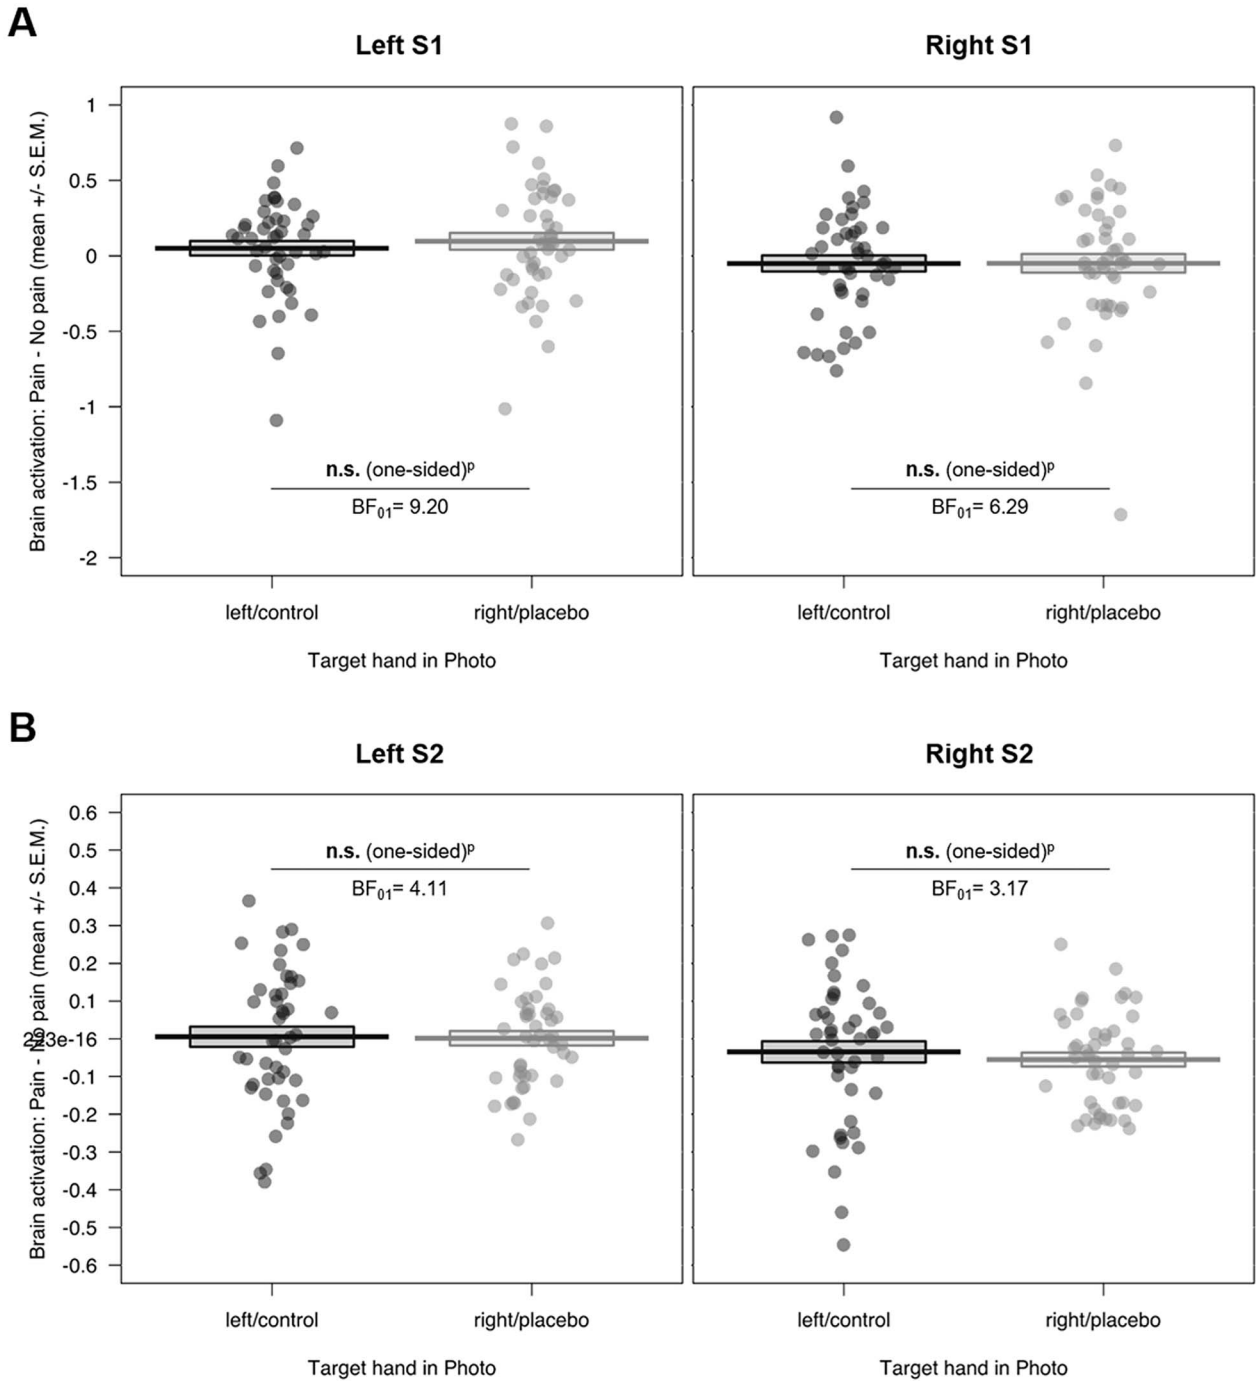 A
Left S1
Right S1
Brain activation: Pain - No pain (mean +/- S.E.M.)
1
0.5
0
-0.5
-1
-1.5
-2
n.s. (one-sided)p
BF01= 9.20
n.s. (one-sided)p
BF01= 6.29
left/control
right/placebo
left/control
right/placebo
Target hand in Photo
Target hand in Photo
B
Left S2
Right S2
Brain activation: Pain - No pain (mean +/- S.E.M.)
0.6
0.5
0.4
0.3
0.2
0.1
-0.1
-0.2
-0.3
-0.4
-0.5
-0.6
n.s. (one-sided)p
BF01= 4.11
n.s. (one-sided)p
BF01= 3.17
left/control
right/placebo
left/control
right/placebo
Target hand in Photo
Target hand in Photo